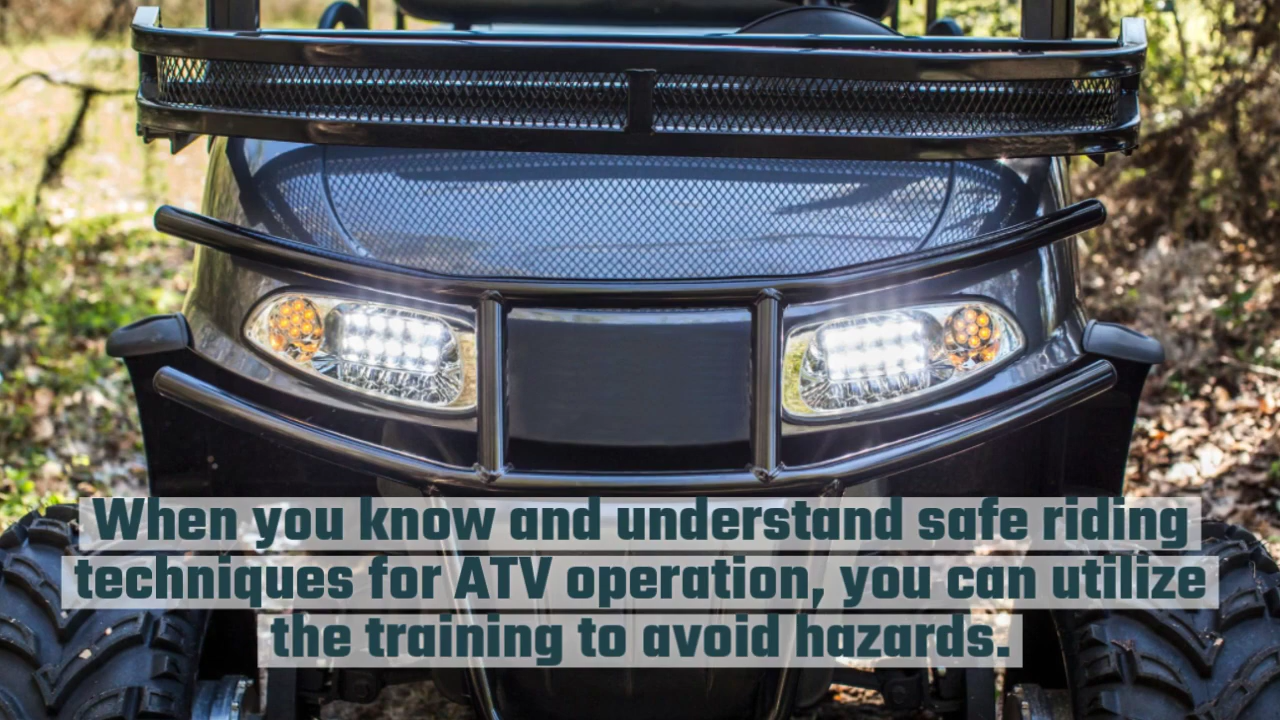 When you know and understand safe riding
techniques for ATV operation, you can utilize
the training to avoid hazards.